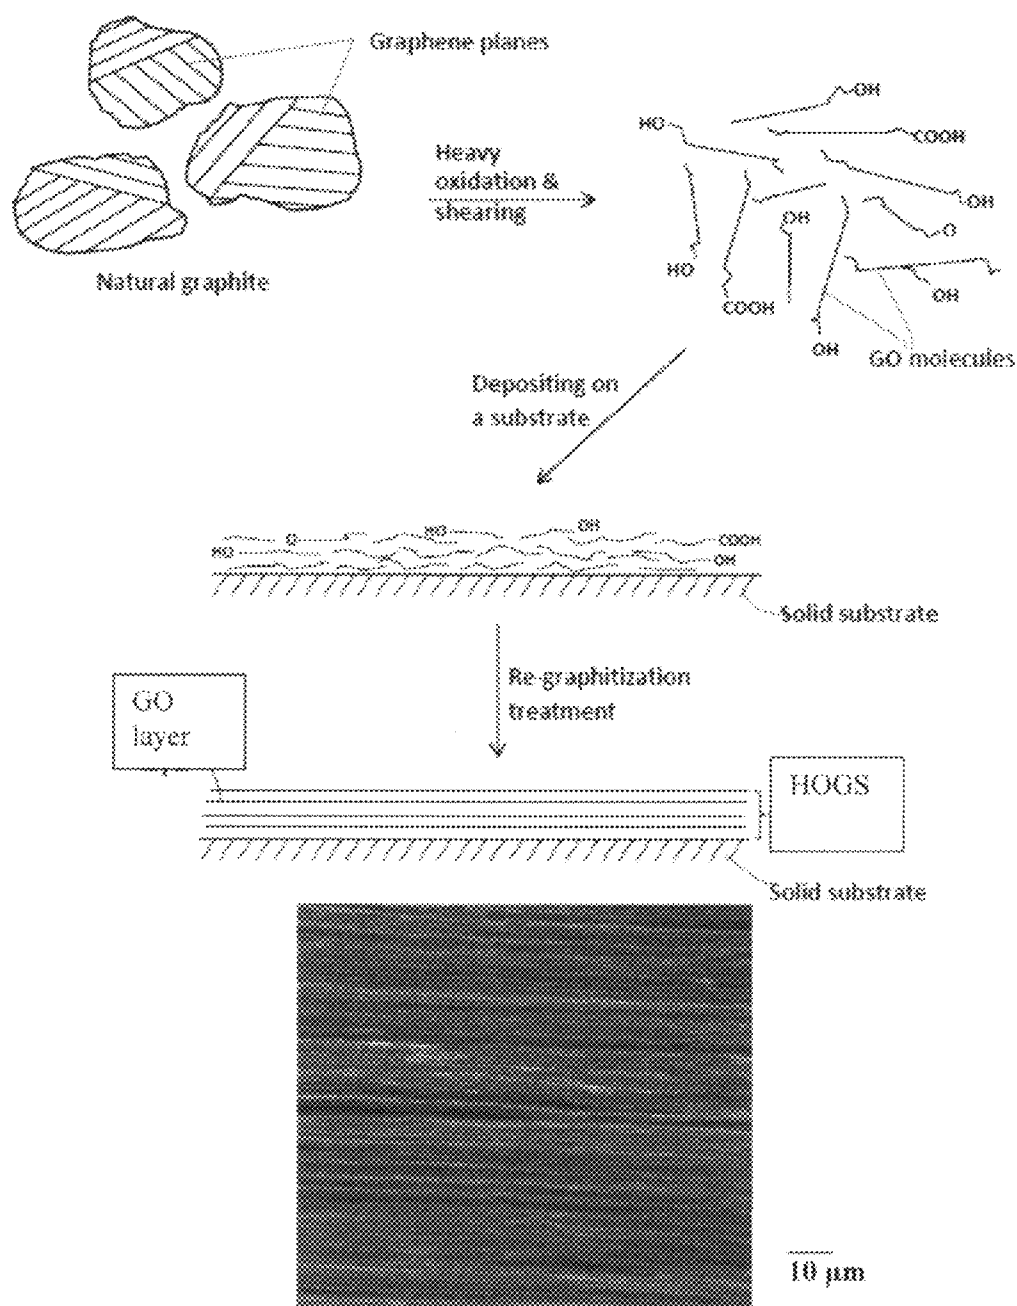 Graphene planes
Heavy
oxidation &
shearing
Natural graphite
OH
HO
COOH
OH
OH
O
HO
COOH
OH
OH
GO molecules
Depositing on
a substrate
HO
OH
O
COOH
HO
OH
Solid substrate
Re-graphitization
treatment
GO
layer
HOGS
Solid substrate
10 μm